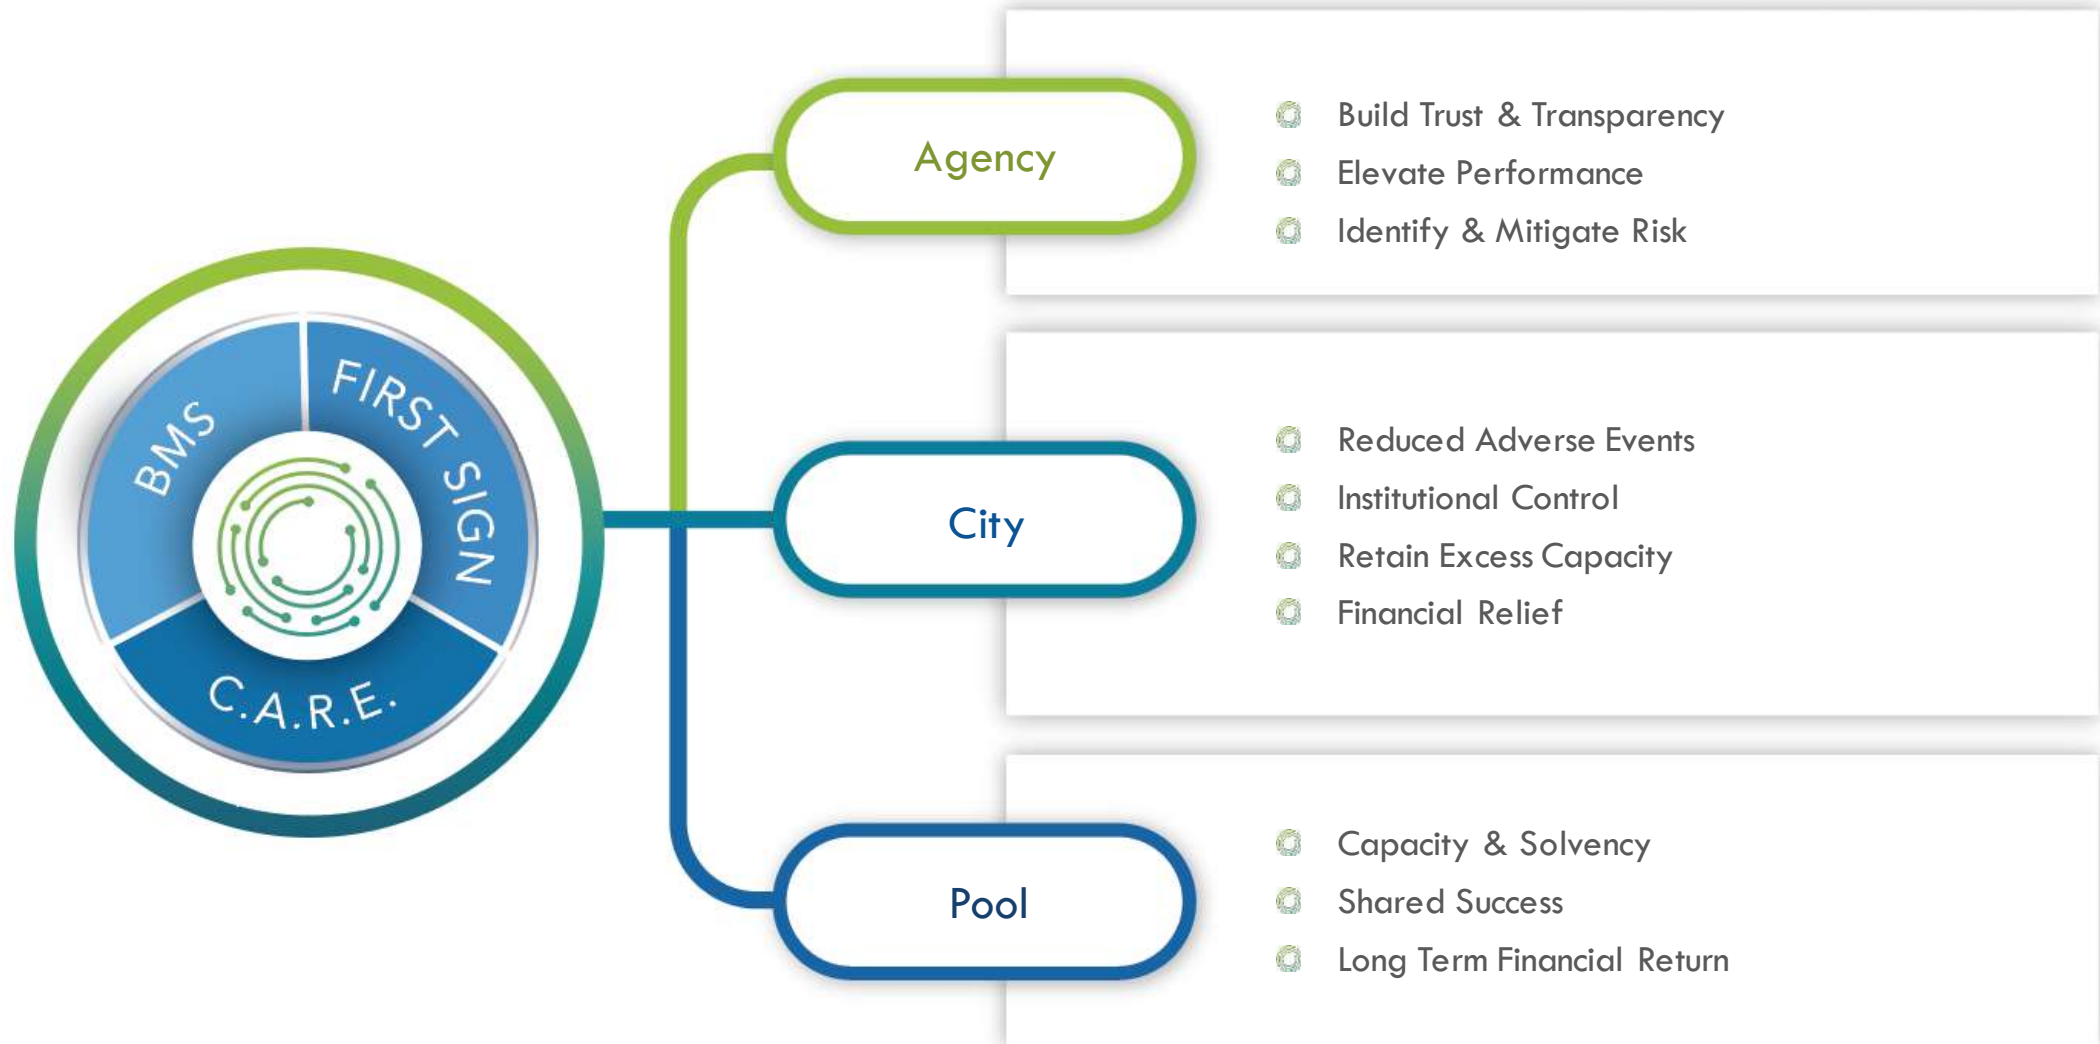 BMS
FIRST SIGN
C.A.R.E.
Agency
Build Trust & Transparency
Elevate Performance
Identify & Mitigate Risk
City
Reduced Adverse Events
Institutional Control
Retain Excess Capacity
Financial Relief
Pool
Capacity & Solvency
Shared Success
Long Term Financial Return